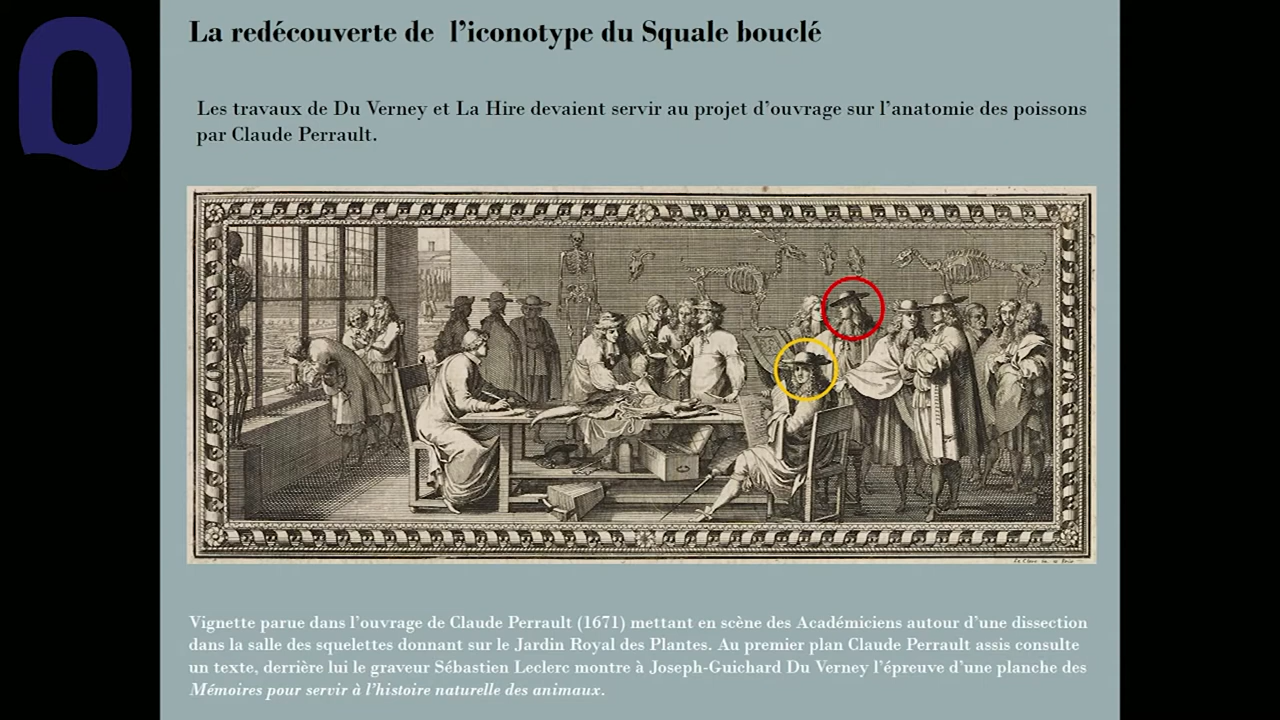 La redécouverte de l’iconotype du Squale bouclé
Les travaux de Du Verney et La Hire devaient servir au projet d’ouvrage sur l’anatomie des poissons
par Claude Perrault.
Vignette parue dans l’ouvrage de Claude Perrault (1671) mettant en scène des Académiciens autour d’une dissection
dans la salle des squelettes donnant sur le Jardin Royal des Plantes. Au premier plan Claude Perrault assis consulte
un texte, derrière lui le graveur Sébastien Leclerc montre à Joseph-Guichard Du Verney l’épreuve d’une planche des
Mémoires pour servir à l’histoire naturelle des animaux.